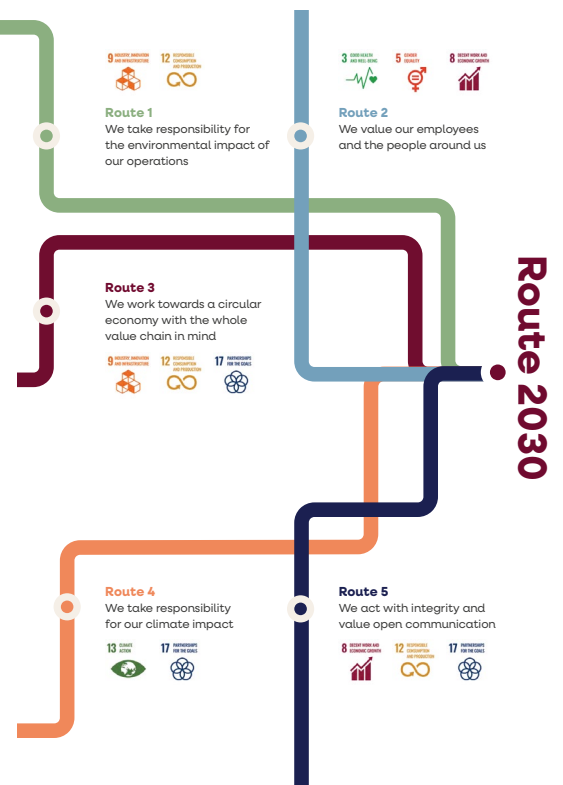 9 INDUSTRY, INNOVATION
AND INFRASTRUCTURE
12 RESPONSIBLE
CONSUMPTION
AND PRODUCTION
Route 1
We take responsibility for
the environmental impact of
our operations
3 GOOD HEALTH
AND WELL-BEING
5 GENDER
EQUALITY
8 DECENT WORK AND
ECONOMIC GROWTH
Route 2
We value our employees
and the people around us
Route 3
We work towards a circular
economy with the whole
value chain in mind
9 INDUSTRY, INNOVATION
AND INFRASTRUCTURE
12 RESPONSIBLE
CONSUMPTION
AND PRODUCTION
17 PARTNERSHIPS
FOR THE GOALS
Route 2030
Route 4
We take responsibility
for our climate impact
13 CLIMATE
ACTION
17 PARTNERSHIPS
FOR THE GOALS
Route 5
We act with integrity and
value open communication
8 DECENT WORK AND
ECONOMIC GROWTH
12 RESPONSIBLE
CONSUMPTION
AND PRODUCTION
17 PARTNERSHIPS
FOR THE GOALS